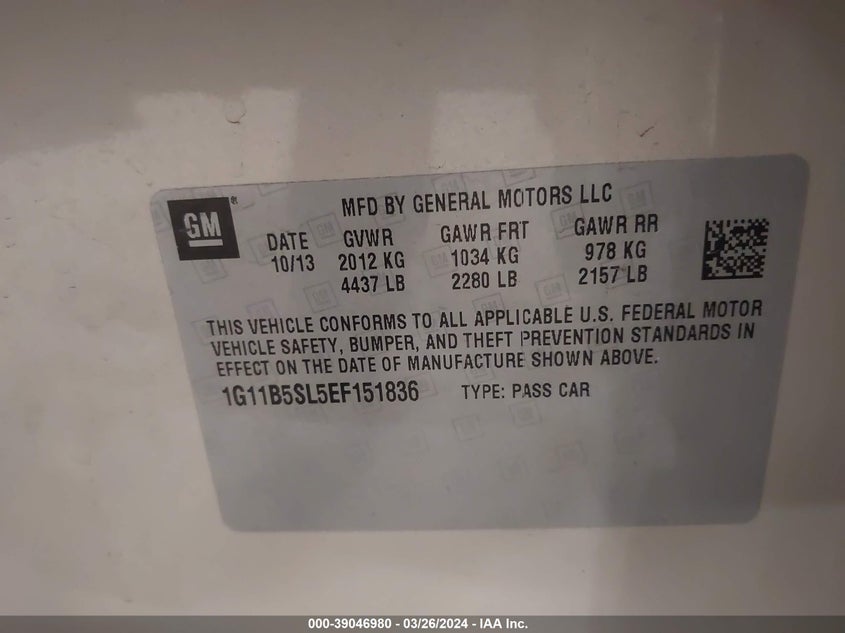 GM®
MFD BY GENERAL MOTORS LLC
DATE GVWR GAWR FRT GAWR RR
10/13 2012 KG 1034 KG 978 KG
4437 LB 2280 LB 2157 LB
THIS VEHICLE CONFORMS TO ALL APPLICABLE U.S. FEDERAL MOTOR
VEHICLE SAFETY, BUMPER, AND THEFT PREVENTION STANDARDS IN
EFFECT ON THE DATE OF MANUFACTURE SHOWN ABOVE.
1G11B5SL5EF151836 TYPE: PASS CAR
000-39046980 - 03/26/2024 - IAA Inc.